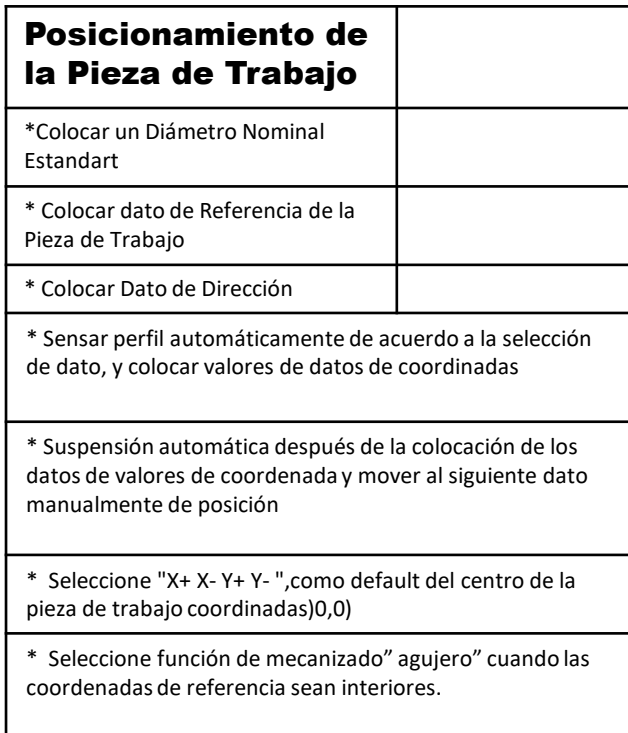 Posicionamiento de
la Pieza de Trabajo
*Colocar un Diámetro Nominal
Estandart
* Colocar dato de Referencia de la
Pieza de Trabajo
* Colocar Dato de Dirección
* Sensar perfil automáticamente de acuerdo a la selección
de dato, y colocar valores de datos de coordinadas
* Suspensión automática después de la colocación de los
datos de valores de coordenada y mover al siguiente dato
manualmente de posición
* Seleccione "X+ X- Y+ Y- ",como default del centro de la
pieza de trabajo coordinadas)0,0)
* Seleccione función de mecanizado” agujero” cuando las
coordenadas de referencia sean interiores.